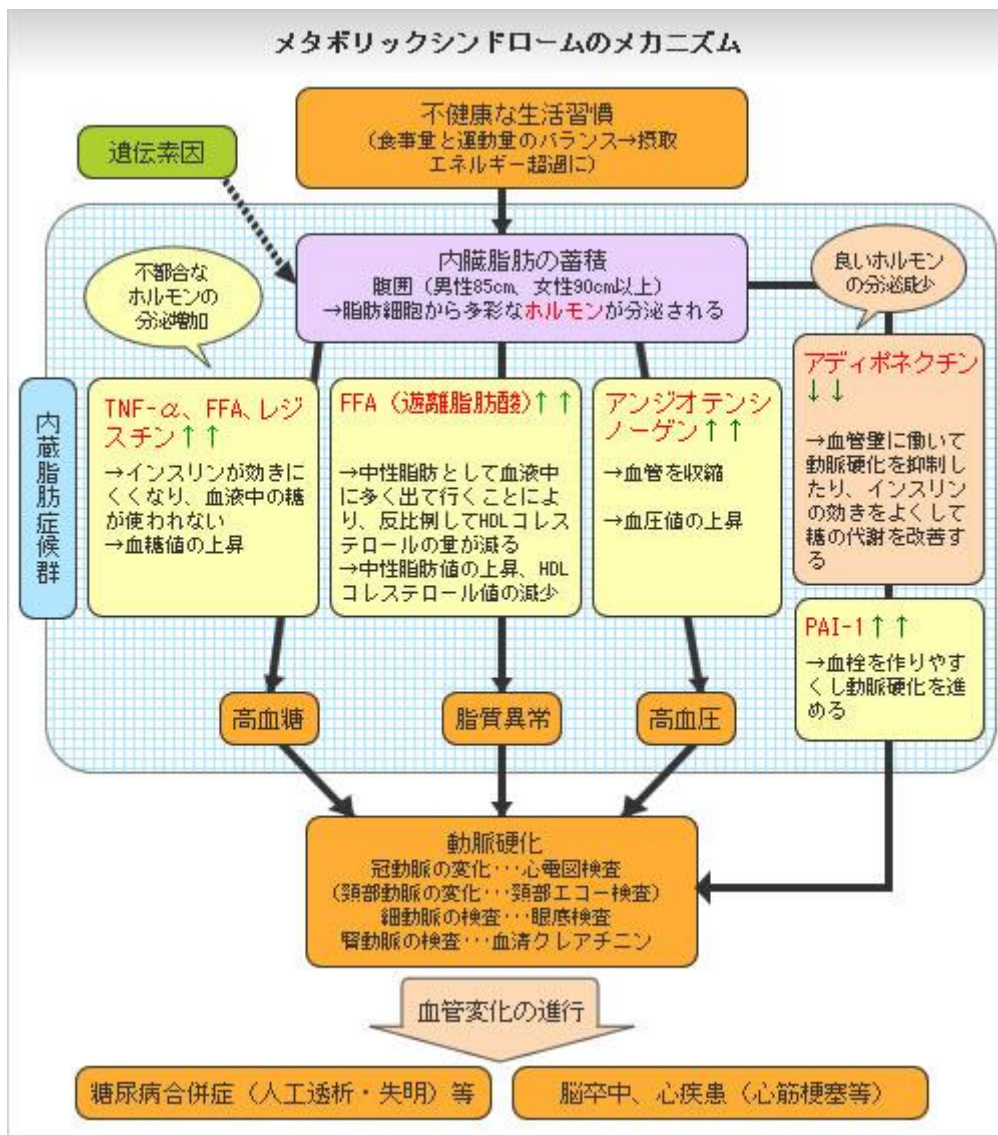 メタボリックシンドロームのメカニズム
不健康な生活習慣
(食事量と運動量のバランス→摂取
エネルギー超過に)
遺伝素因
内臓脂肪の蓄積
腹囲(男性85cm、女性90cm以上)
→脂肪細胞から多彩なホルモンが分泌される
不都合な
ホルモンの
分泌増加
良いホルモン
の分泌減少
内蔵脂肪症候群
TNF-α、FFA、レジ
スチン↑↑
→インスリンが効きに
くくなり、血液中の糖
が使われない
→血糖値の上昇
FFA(遊離脂肪酸)↑↑
→中性脂肪として血液中
に多く出て行くことによ
り、反比例してHDLコレス
テロールの量が減る
→中性脂肪値の上昇、HDL
コレステロール値の減少
アンジオテンシ
ノーゲン↑↑
→血管を収縮
→血圧値の上昇
アディポネクチン
↓↓
→血管壁に働いて
動脈硬化を抑制し
たり、インスリン
の効きをよくして
糖の代謝を改善す
る
PAI-1↑↑
→血栓を作りやす
くし動脈硬化を進
める
高血糖
脂質異常
高血圧
動脈硬化
冠動脈の変化･･･心電図検査
(頸部動脈の変化･･･頸部エコー検査)
細動脈の検査･･･眼底検査
腎動脈の検査･･･血清クレアチニン
血管変化の進行
糖尿病合併症(人工透析・失明)等
脳卒中、心疾患(心筋梗塞等)